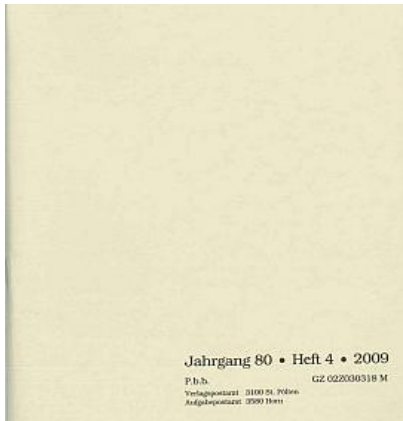 Jahrgang 80 • Heft 4 • 2009
P.b.b. GZ 02Z030318 M
Verlagspostamt 3100 St. Pölten
Aufgabepostamt 3580 Horn